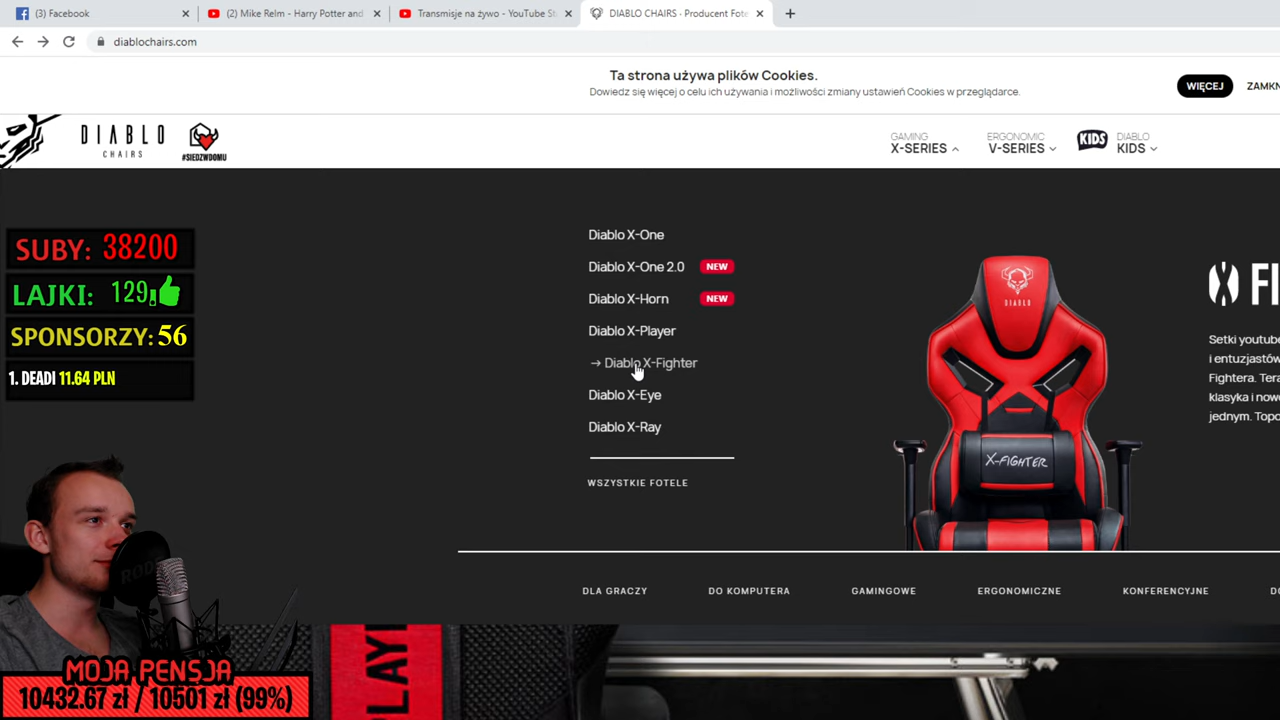 (3) Facebook
(2) Mike Relm - Harry Potter and
Transmisje na żywo - YouTube St
DIABLO CHAIRS - Producent Fote
diablochairs.com
Ta strona używa plików Cookies.
Dowiedz się więcej o celu ich używania i możliwości zmiany ustawień Cookies w przeglądarce.
WIĘCEJ
ZAMKN
DIABLO
CHAIRS
#SIEDZWDOMU
GAMING
X-SERIES
ERGONOMIC
V-SERIES
KIDS
DIABLO
KIDS
Diablo X-One
Diablo X-One 2.0 NEW
Diablo X-Horn NEW
Diablo X-Player
→ Diablo X-Fighter
Diablo X-Eye
Diablo X-Ray
WSZYSTKIE FOTELE
DIABLO
X-FIGHTER
X FI
Setki youtube
i entuzjastów
Fightera. Tera
klasyka i now
jednym. Topo
DLA GRACZY
DO KOMPUTERA
GAMINGOWE
ERGONOMICZNE
KONFERENCYJNE
SUBY: 38200
LAJKI: 129
SPONSORZY: 56
1. DEADI 11.64 PLN
RODE
PLAYE
MOJA PENSJA
10432.67 zł / 10501 zł (99%)